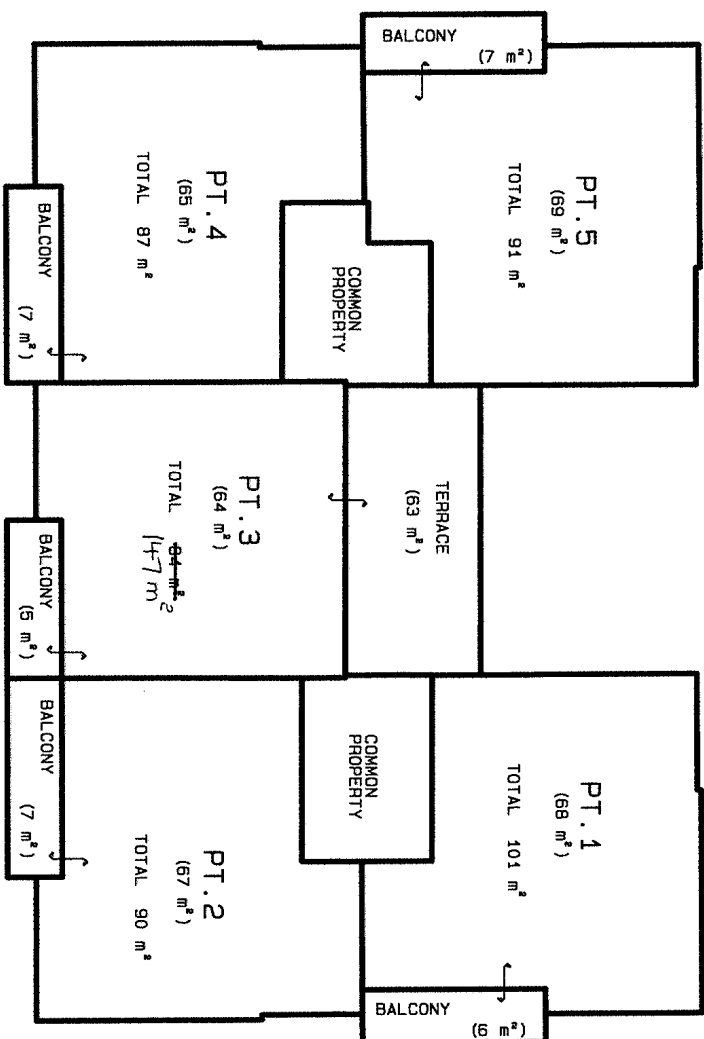 BALCONY
(7 m²)
PT.5
(69 m²)
TOTAL 91 m²
PT.4
(65 m²)
TOTAL 87 m²
BALCONY
(7 m²)
COMMON
PROPERTY
TERRACE
(63 m²)
PT.3
(64 m²)
TOTAL 84 m²
147 m²
BALCONY
(5 m²)
BALCONY
(7 m²)
COMMON
PROPERTY
PT.1
(68 m²)
TOTAL 101 m²
PT.2
(67 m²)
TOTAL 90 m²
BALCONY
(6 m²)